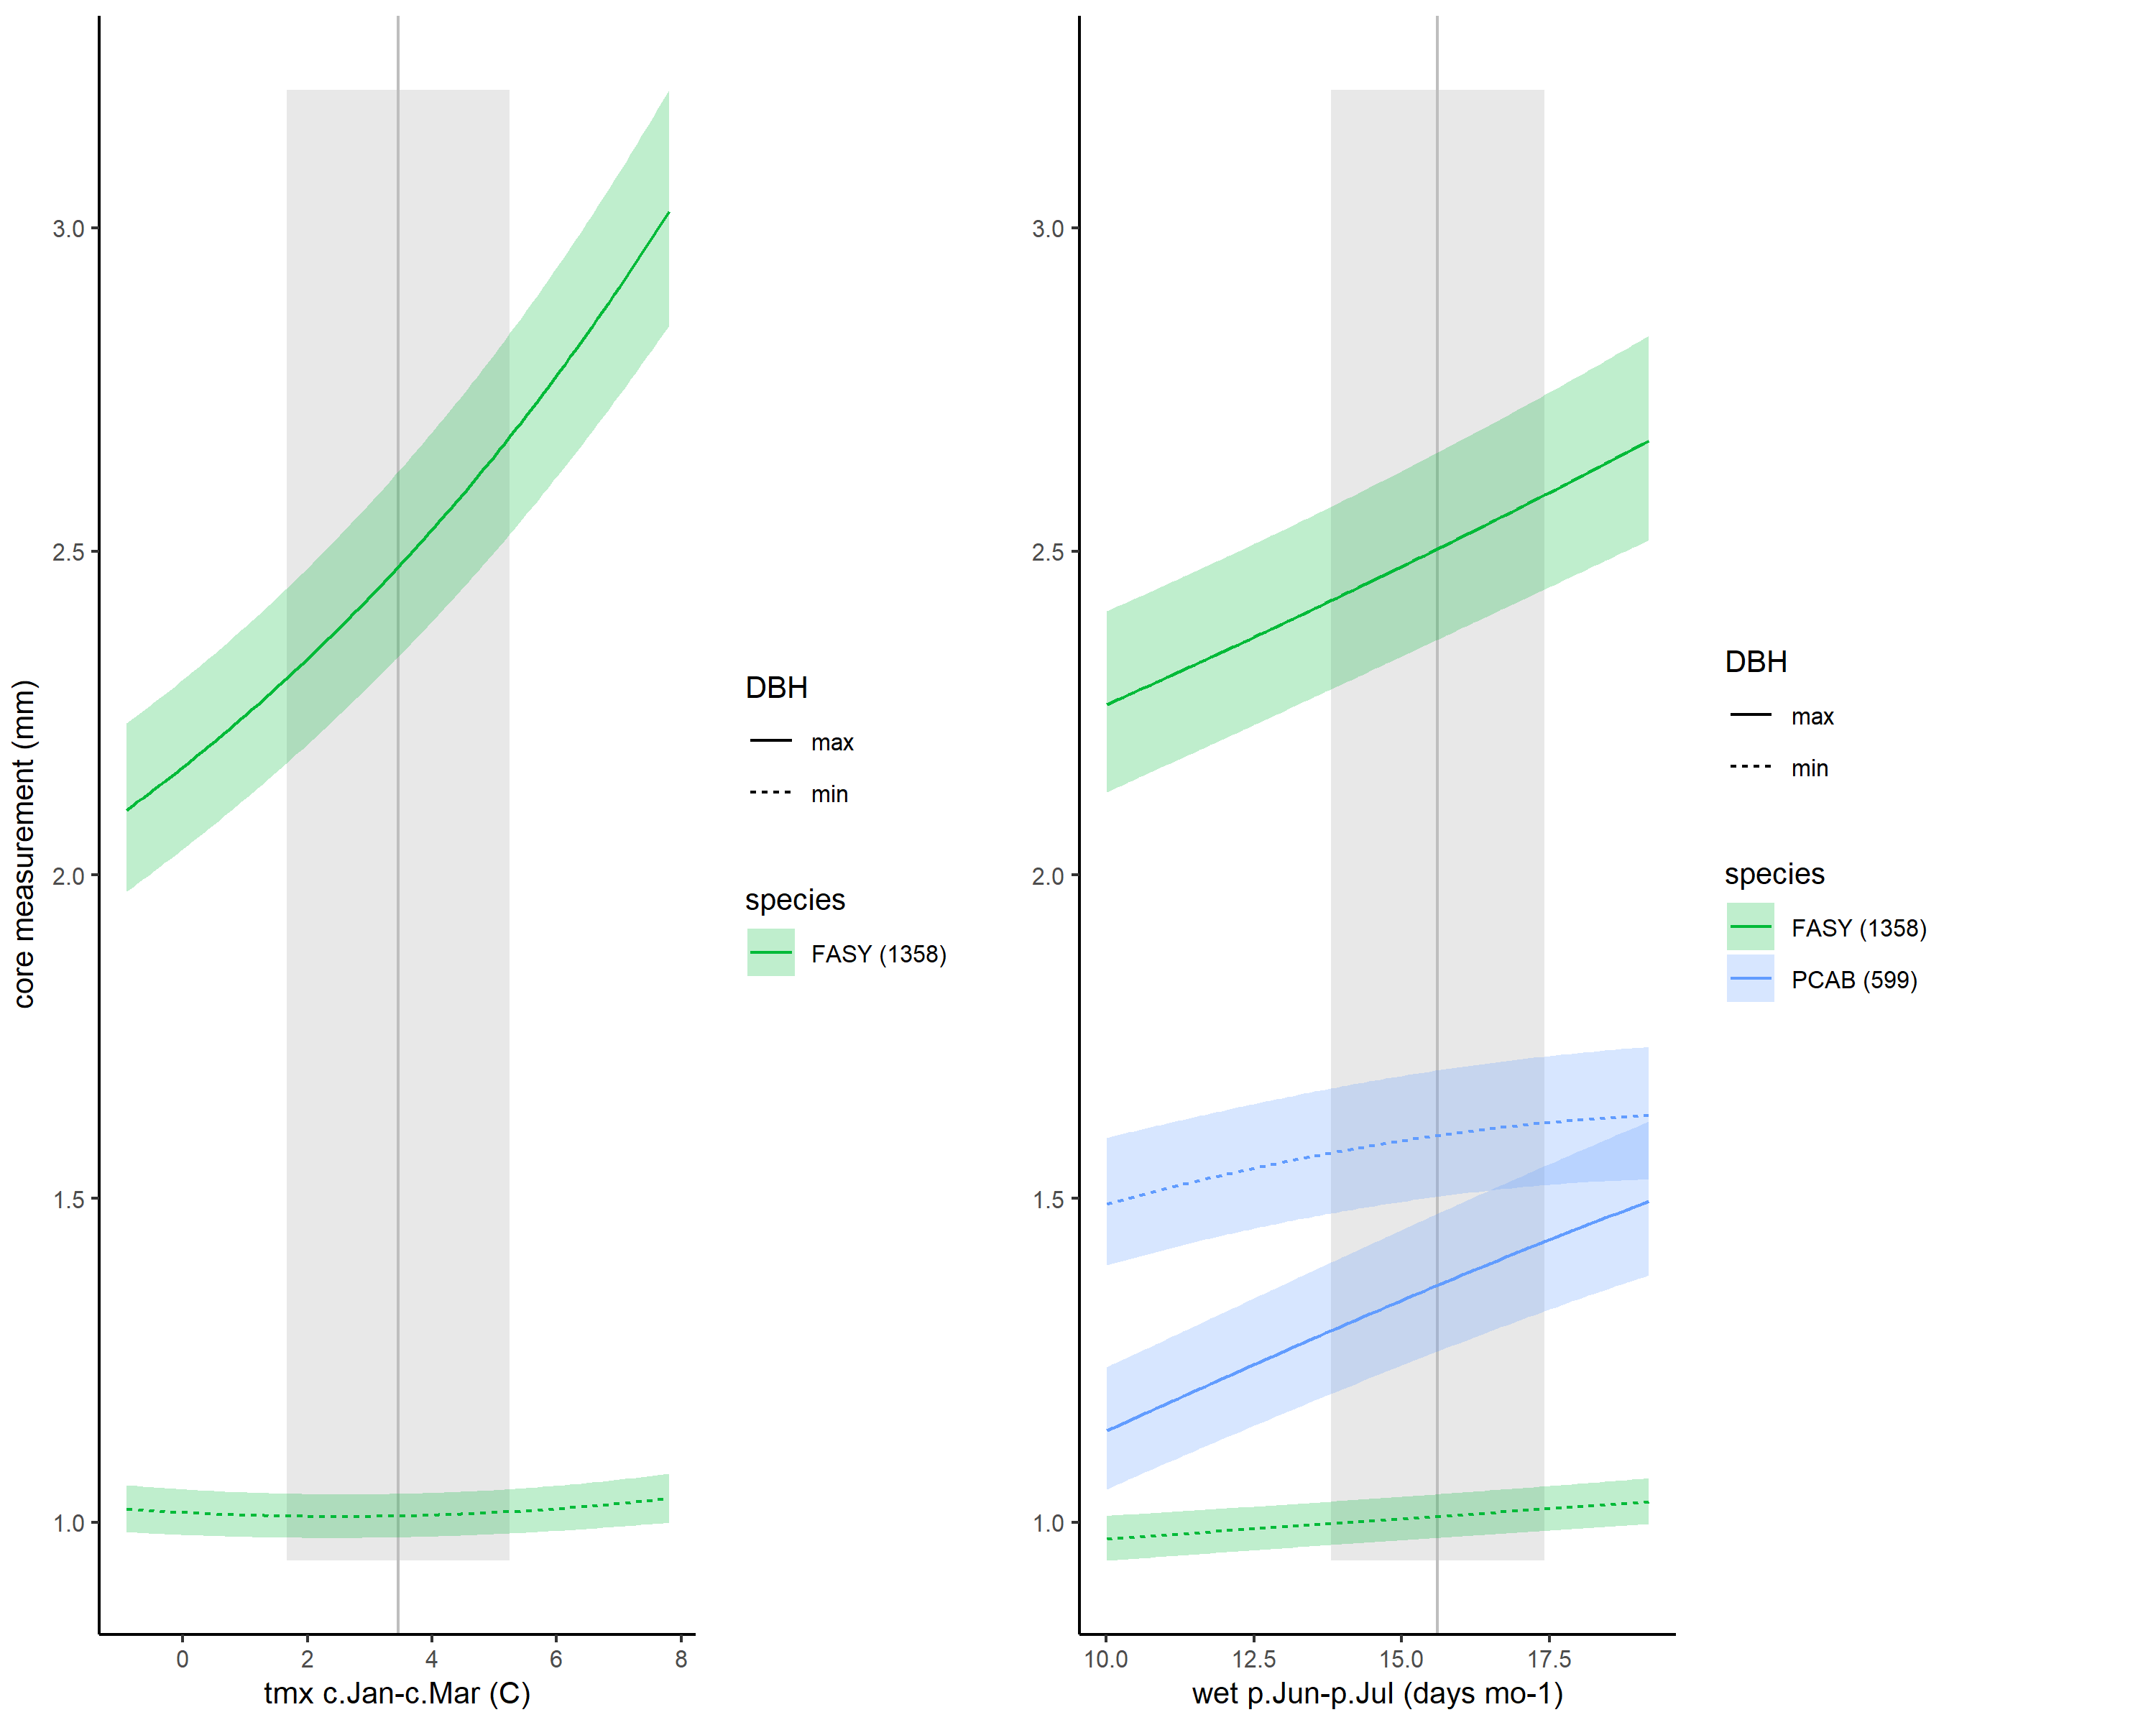 core measurement (mm)
3.0
2.5
2.0
1.5
1.0
0 2 4 6 8
tmx c.Jan-c.Mar (C)
DBH
max
min
species
FASY (1358)
3.0
2.5
2.0
1.5
1.0
10.0 12.5 15.0 17.5
wet p.Jun-p.Jul (days mo-1)
DBH
max
min
species
FASY (1358)
PCAB (599)